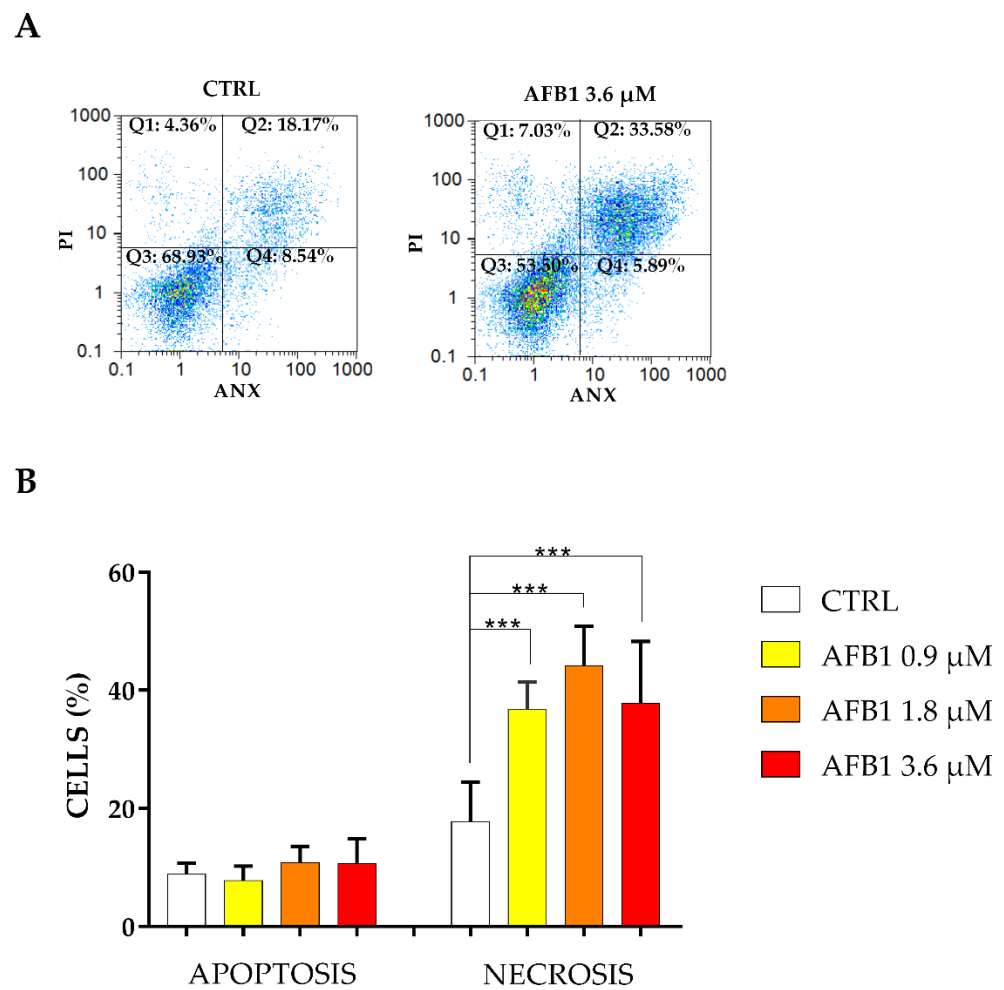 A
CTRL
1000
100
10
1
0.1
PI
Q1: 4.36%
Q2: 18.17%
Q3: 68.93%
Q4: 8.54%
0.1 1 10 100 1000
ANX
AFB1 3.6 µM
1000
100
10
1
0.1
PI
Q1: 7.03%
Q2: 33.58%
Q3: 53.50%
Q4: 5.89%
0.1 1 10 100 1000
ANX
B
CELLS (%)
60
40
20
0
***
***
***
APOPTOSIS NECROSIS
CTRL
AFB1 0.9 µM
AFB1 1.8 µM
AFB1 3.6 µM